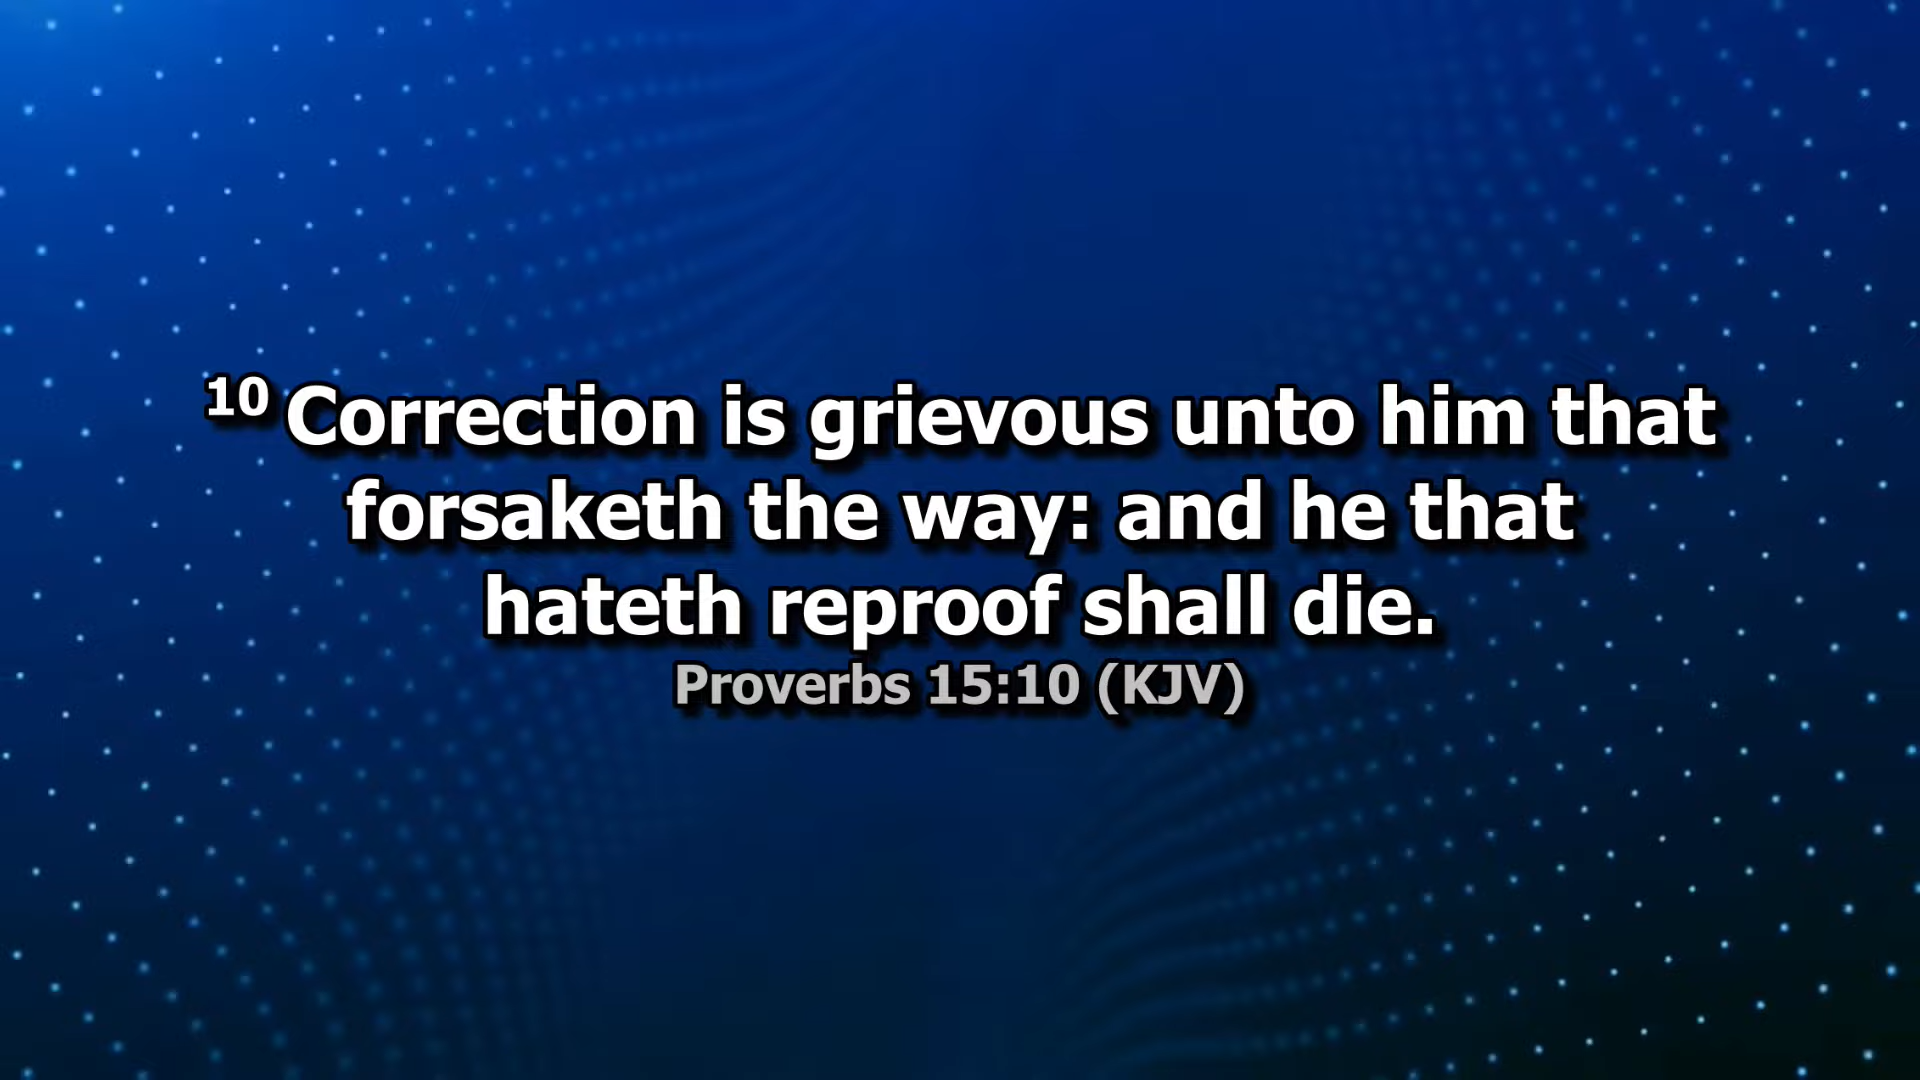 10 Correction is grievous unto him that
forsaketh the way: and he that
hateth reproof shall die.
Proverbs 15:10 (KJV)